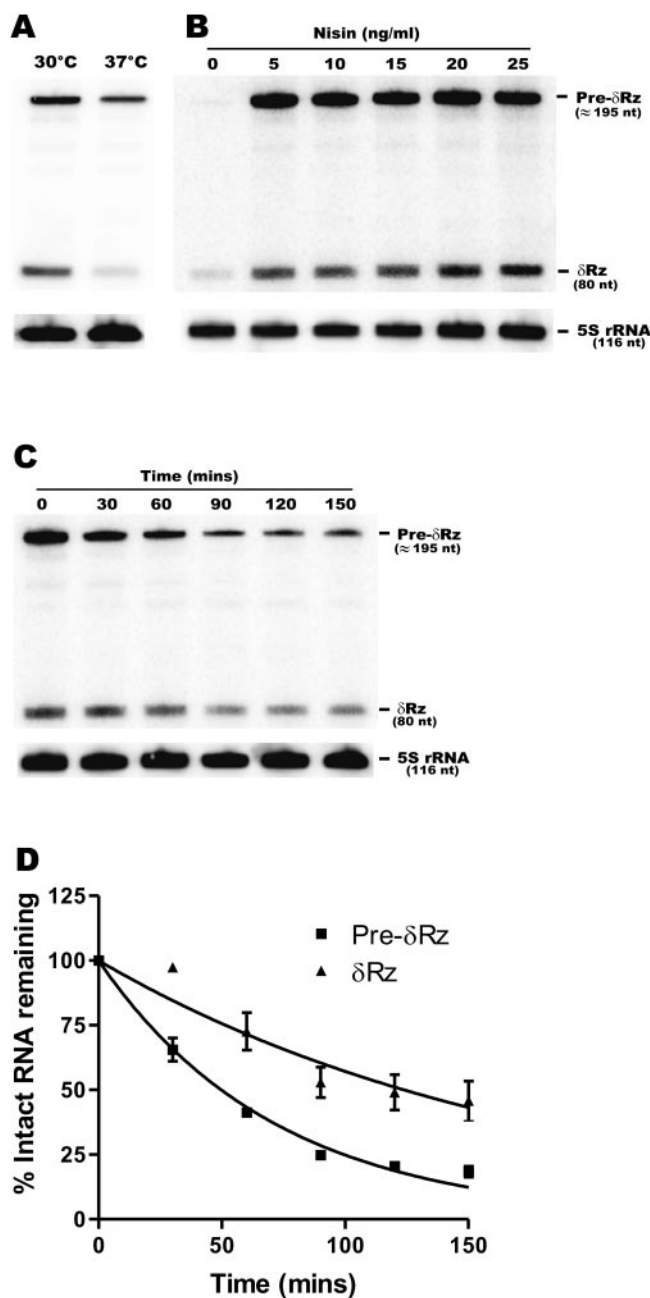 A
30°C 37°C
B
Nisin (ng/ml)
0 5 10 15 20 25
Pre-δRz
(≈ 195 nt)
δRz
(80 nt)
5S rRNA
(116 nt)
C
Time (mins)
0 30 60 90 120 150
Pre-δRz
(≈ 195 nt)
δRz
(80 nt)
5S rRNA
(116 nt)
D
% Intact RNA remaining
125
100
75
50
25
0
Pre-δRz
δRz
0 50 100 150
Time (mins)